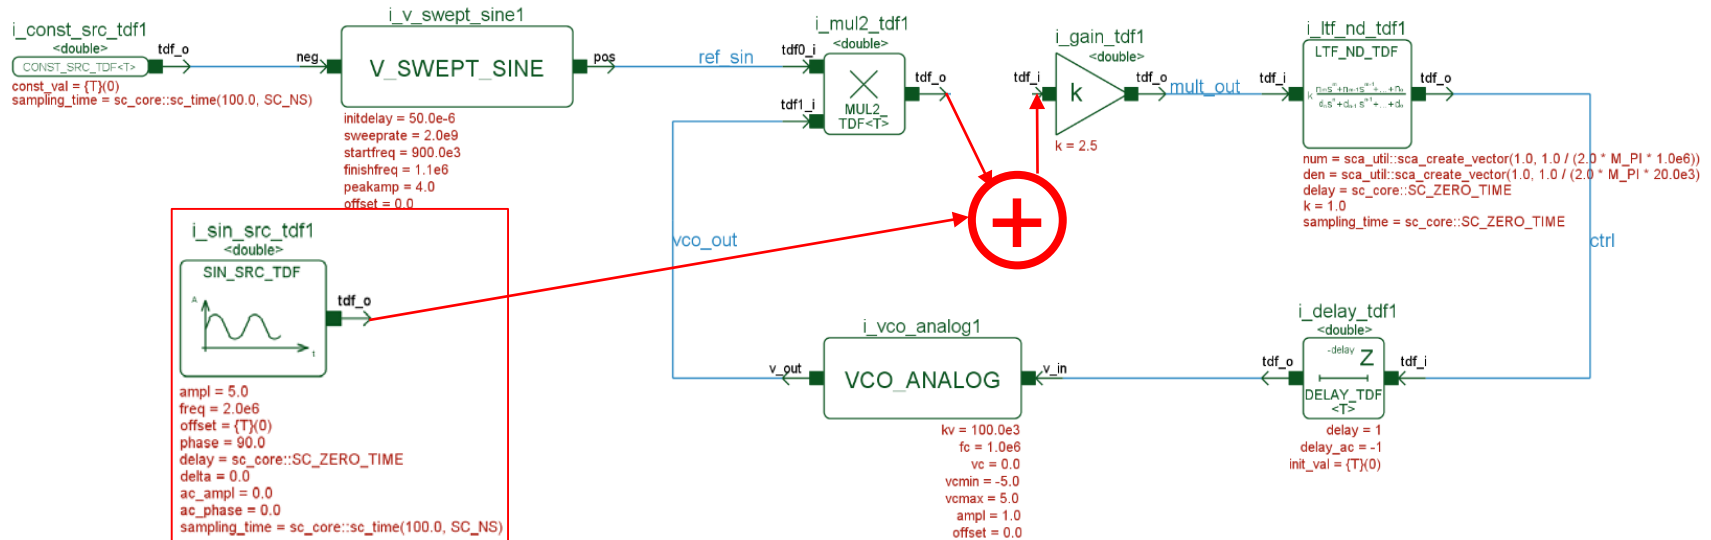 i_const_src_tdf1
<double>
CONST_SRC_TDF<T>
tdf_o
const_val = {T}(0)
sampling_time = sc_core::sc_time(100.0, SC_NS)
i_v_swept_sine1
neg
V_SWEPT_SINE
pos
initdelay = 50.0e-6
sweeprate = 2.0e9
startfreq = 900.0e3
finishfreq = 1.1e6
peakamp = 4.0
offset = 0.0
ref_sin
i_mul2_tdf1
<double>
tdf0_i
tdf1_i
MUL2_
TDF<T>
tdf_o
i_gain_tdf1
<double>
tdf_i
k
tdf_o
k = 2.5
mult_out
i_ltf_nd_tdf1
LTF_ND_TDF
tdf_i
tdf_o
num = sca_util::sca_create_vector(1.0, 1.0 / (2.0 * M_PI * 1.0e6))
den = sca_util::sca_create_vector(1.0, 1.0 / (2.0 * M_PI * 20.0e3)
delay = sc_core::SC_ZERO_TIME
k = 1.0
sampling_time = sc_core::SC_ZERO_TIME
ctrl
vco_out
+
i_sin_src_tdf1
<double>
SIN_SRC_TDF
A
t
tdf_o
ampl = 5.0
freq = 2.0e6
offset = {T}(0)
phase = 90.0
delay = sc_core::SC_ZERO_TIME
delta = 0.0
ac_ampl = 0.0
ac_phase = 0.0
sampling_time = sc_core::sc_time(100.0, SC_NS)
i_vco_analog1
v_out
VCO_ANALOG
v_in
kv = 100.0e3
fc = 1.0e6
vc = 0.0
vcmin = -5.0
vcmax = 5.0
ampl = 1.0
offset = 0.0
i_delay_tdf1
<double>
tdf_o
-delay
Z
DELAY_TDF
<T>
tdf_i
delay = 1
delay_ac = -1
init_val = {T}(0)